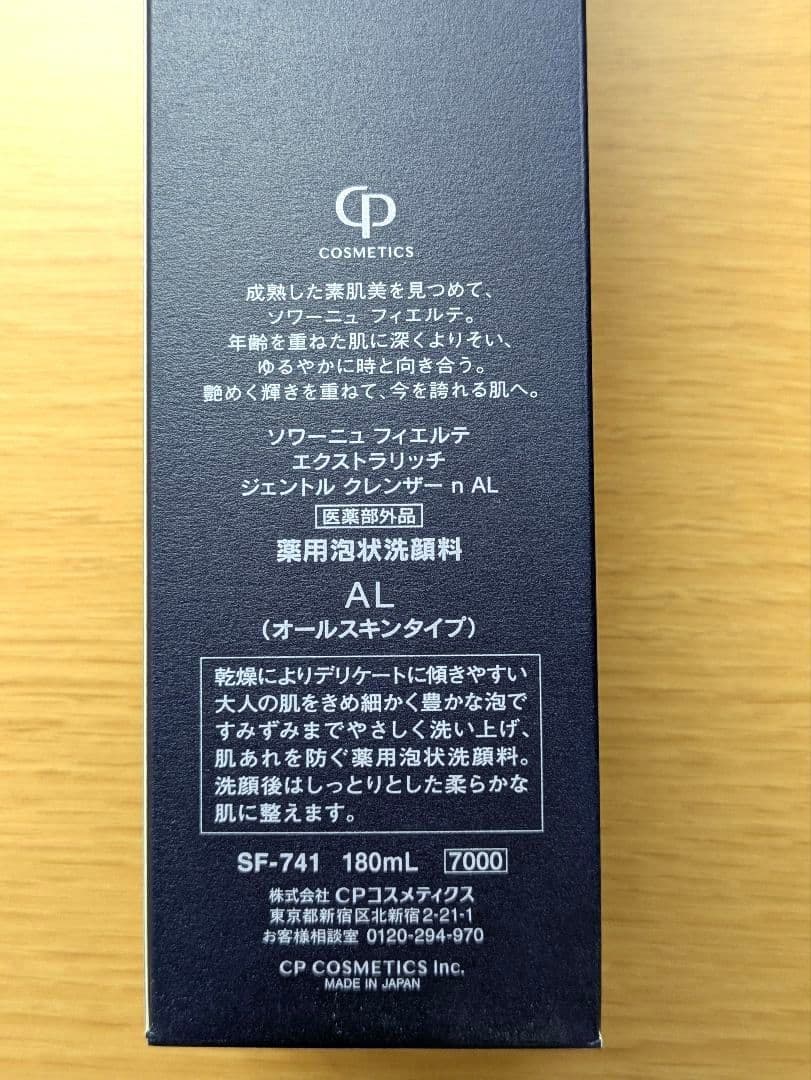 CP
COSMETICS
成熟した素肌美を見つめて、
ソワーニュ フィエルテ。
年齢を重ねた肌に深くよりそい、
ゆるやかに時と向き合う。
艶めく輝きを重ねて、今を誇れる肌へ。
ソワーニュ フィエルテ
エクストラリッチ
ジェントル クレンザー n AL
医薬部外品
薬用泡状洗顔料
AL
（オールスキンタイプ）
乾燥によりデリケートに傾きやすい
大人の肌をきめ細かく豊かな泡で
すみずみまでやさしく洗い上げ、
肌あれを防ぐ薬用泡状洗顔料。
洗顔後はしっとりとした柔らかな
肌に整えます。
SF-741 180mL 7000
株式会社 CPコスメティクス
東京都新宿区北新宿2-21-1
お客様相談室 0120-294-970
CP COSMETICS Inc.
MADE IN JAPAN